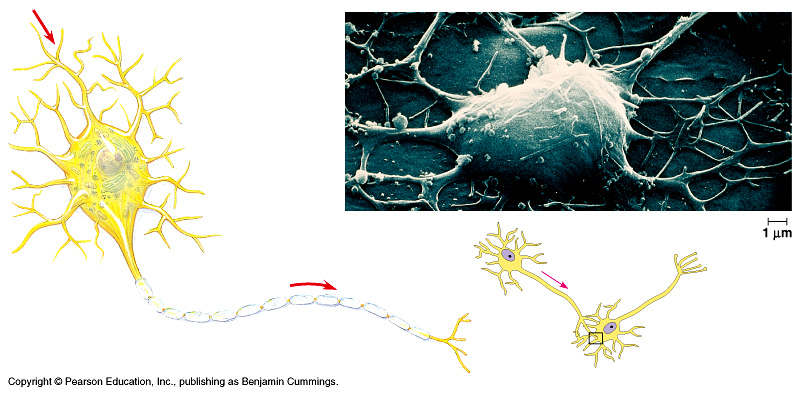 1 μm
Copyright © Pearson Education, Inc., publishing as Benjamin Cummings.